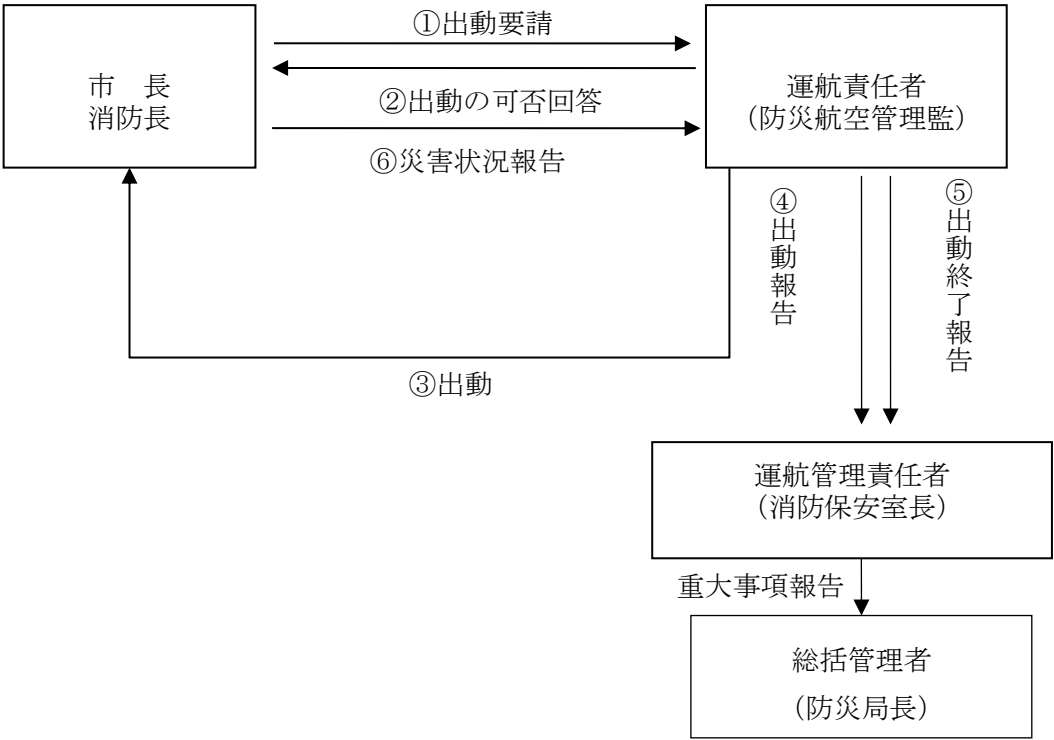 ①出動要請
市　長
消防長
②出動の可否回答
運航責任者
（防災航空管理監）
⑥災害状況報告
④出動報告
⑤出動終了報告
③出動
運航管理責任者
（消防保安室長）
重大事項報告
総括管理者
（防災局長）